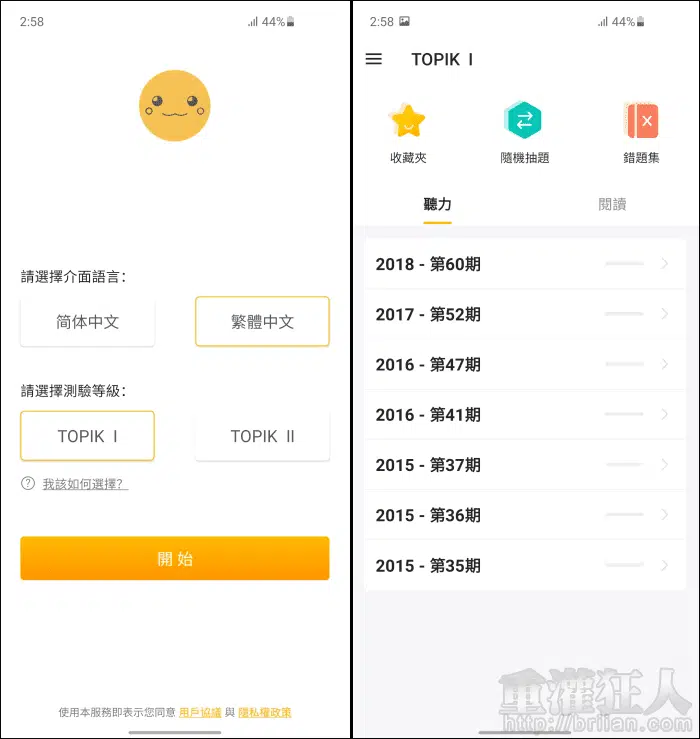 2:58
44%
請選擇介面語言：
简体中文
繁體中文
請選擇測驗等級：
TOPIK I
TOPIK II
? 我該如何選擇?
開始
使用本服務即表示您同意 用戶協議 與 隱私權政策
2:58
44%
TOPIK I
收藏夾
隨機抽題
錯題集
聽力
閱讀
2018 - 第60期
2017 - 第52期
2016 - 第47期
2016 - 第41期
2015 - 第37期
2015 - 第36期
2015 - 第35期
重灌狂人
http://briian.com